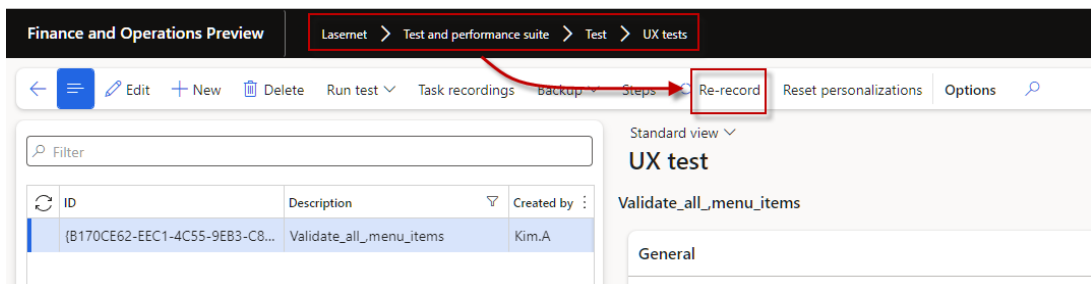 Finance and Operations Preview Lasernet > Test and performance suite > Test > UX tests
Edit + New Delete Run test Task recordings Backup Steps Re-record Reset personalizations Options
Standard view
Filter
UX test
ID Description Created by
Validate_all_,menu_items
{B170CE62-EEC1-4C55-9EB3-C8... Validate_all_,menu_items Kim.A
General